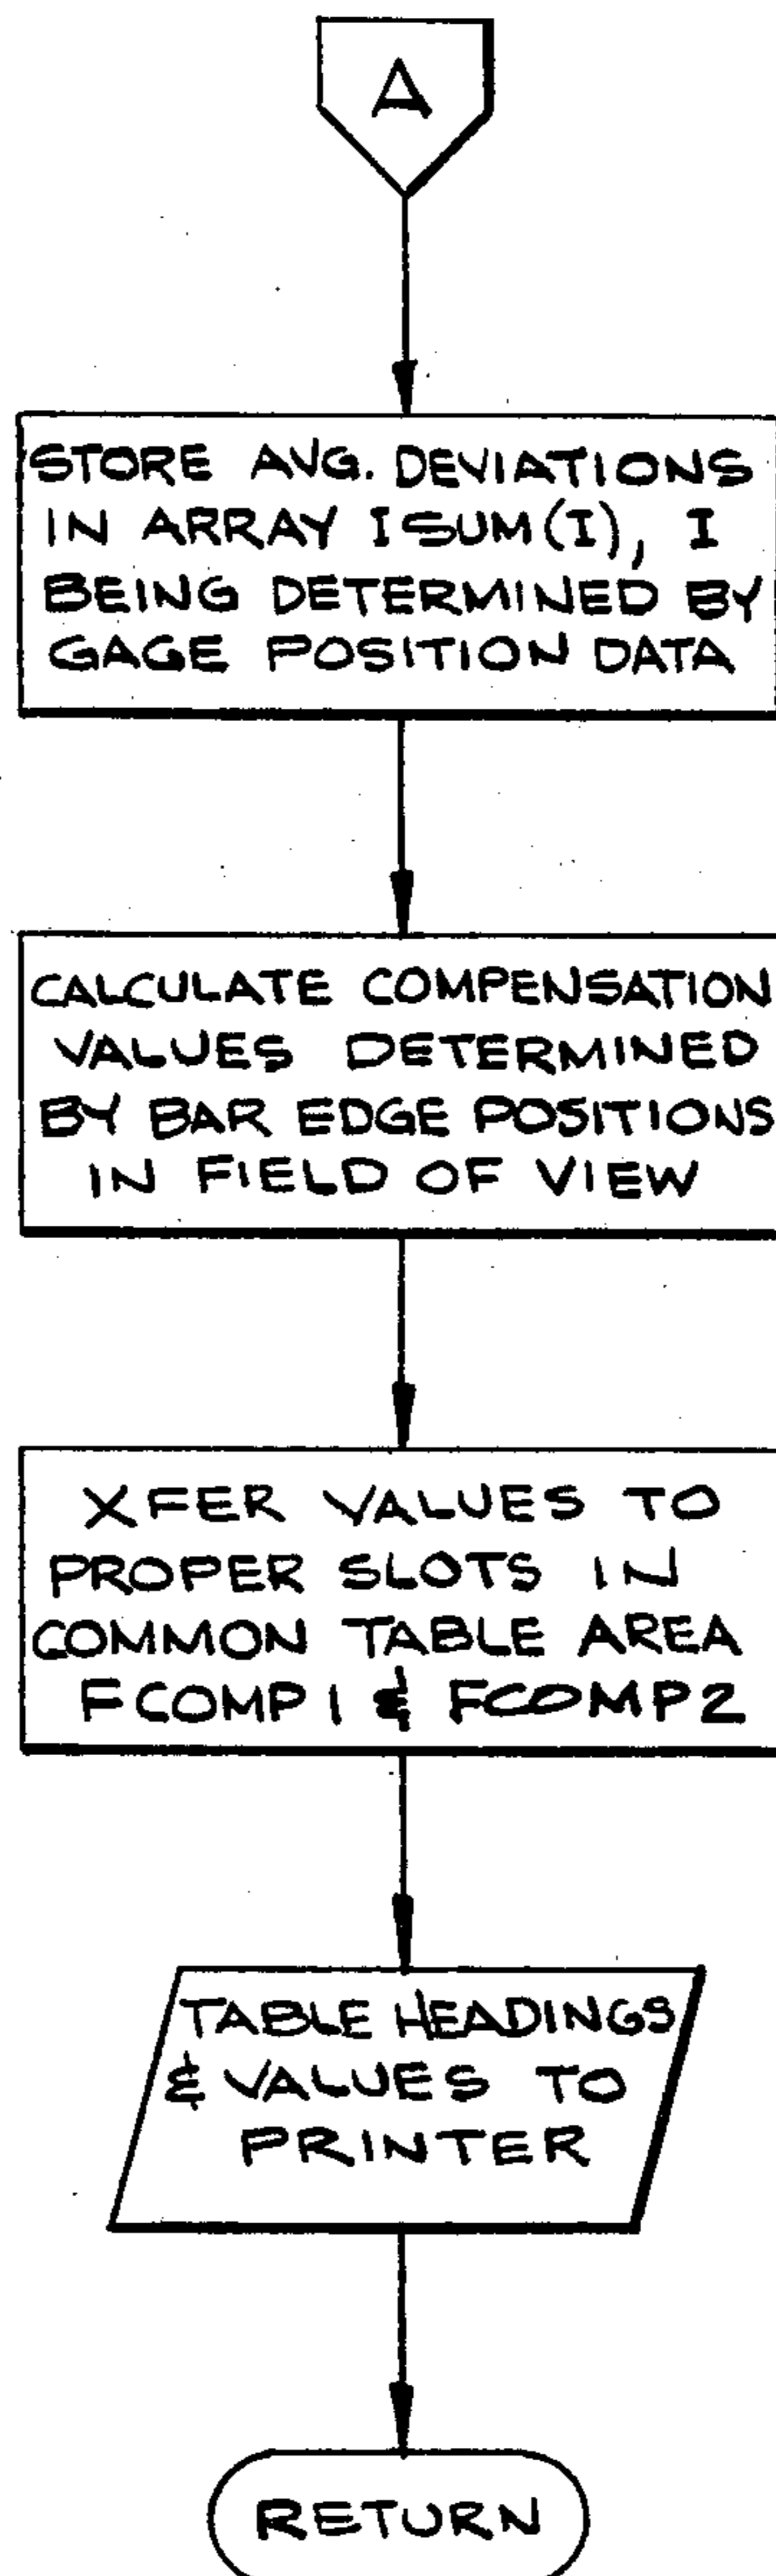 A
STORE AVG. DEVIATIONS
IN ARRAY ISUM(I), I
BEING DETERMINED BY
GAGE POSITION DATA
CALCULATE COMPENSATION
VALUES DETERMINED
BY BAR EDGE POSITIONS
IN FIELD OF VIEW
XFER VALUES TO
PROPER SLOTS IN
COMMON TABLE AREA
FCOMP1 & FCOMP2
TABLE HEADINGS
& VALUES TO
PRINTER
RETURN